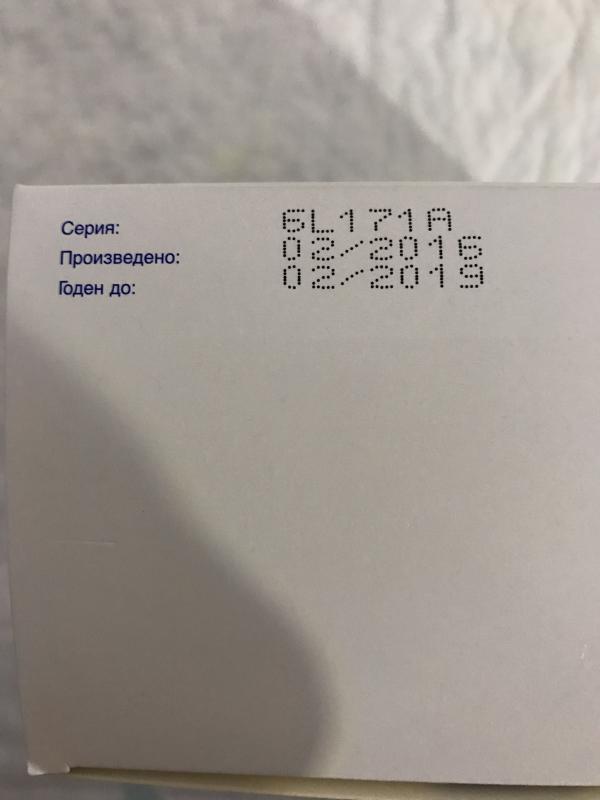 Серия: 6L171A
Произведено: 02/2016
Годен до: 02/2019